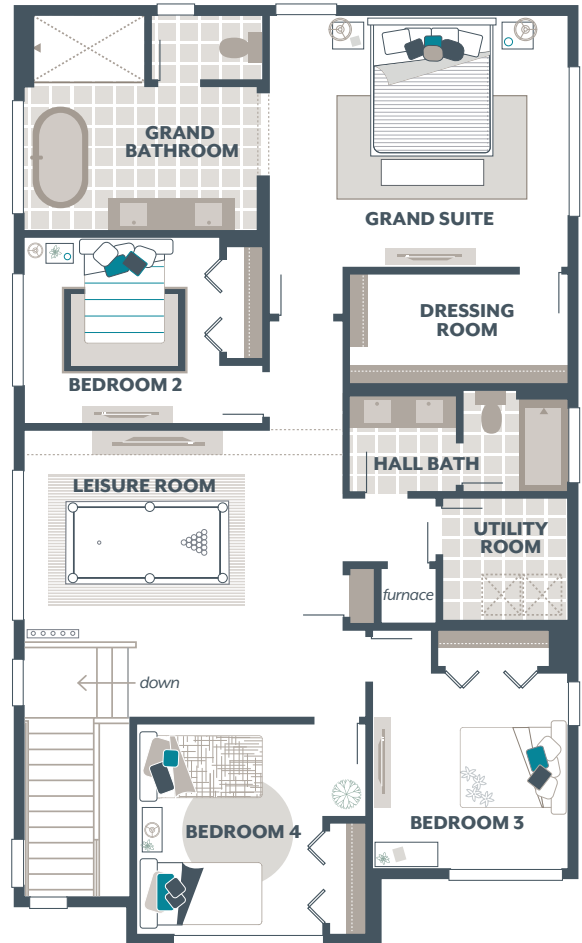 GRAND
BATHROOM
GRAND SUITE
DRESSING
ROOM
BEDROOM 2
HALL BATH
LEISURE ROOM
UTILITY
ROOM
furnace
down
BEDROOM 3
BEDROOM 4